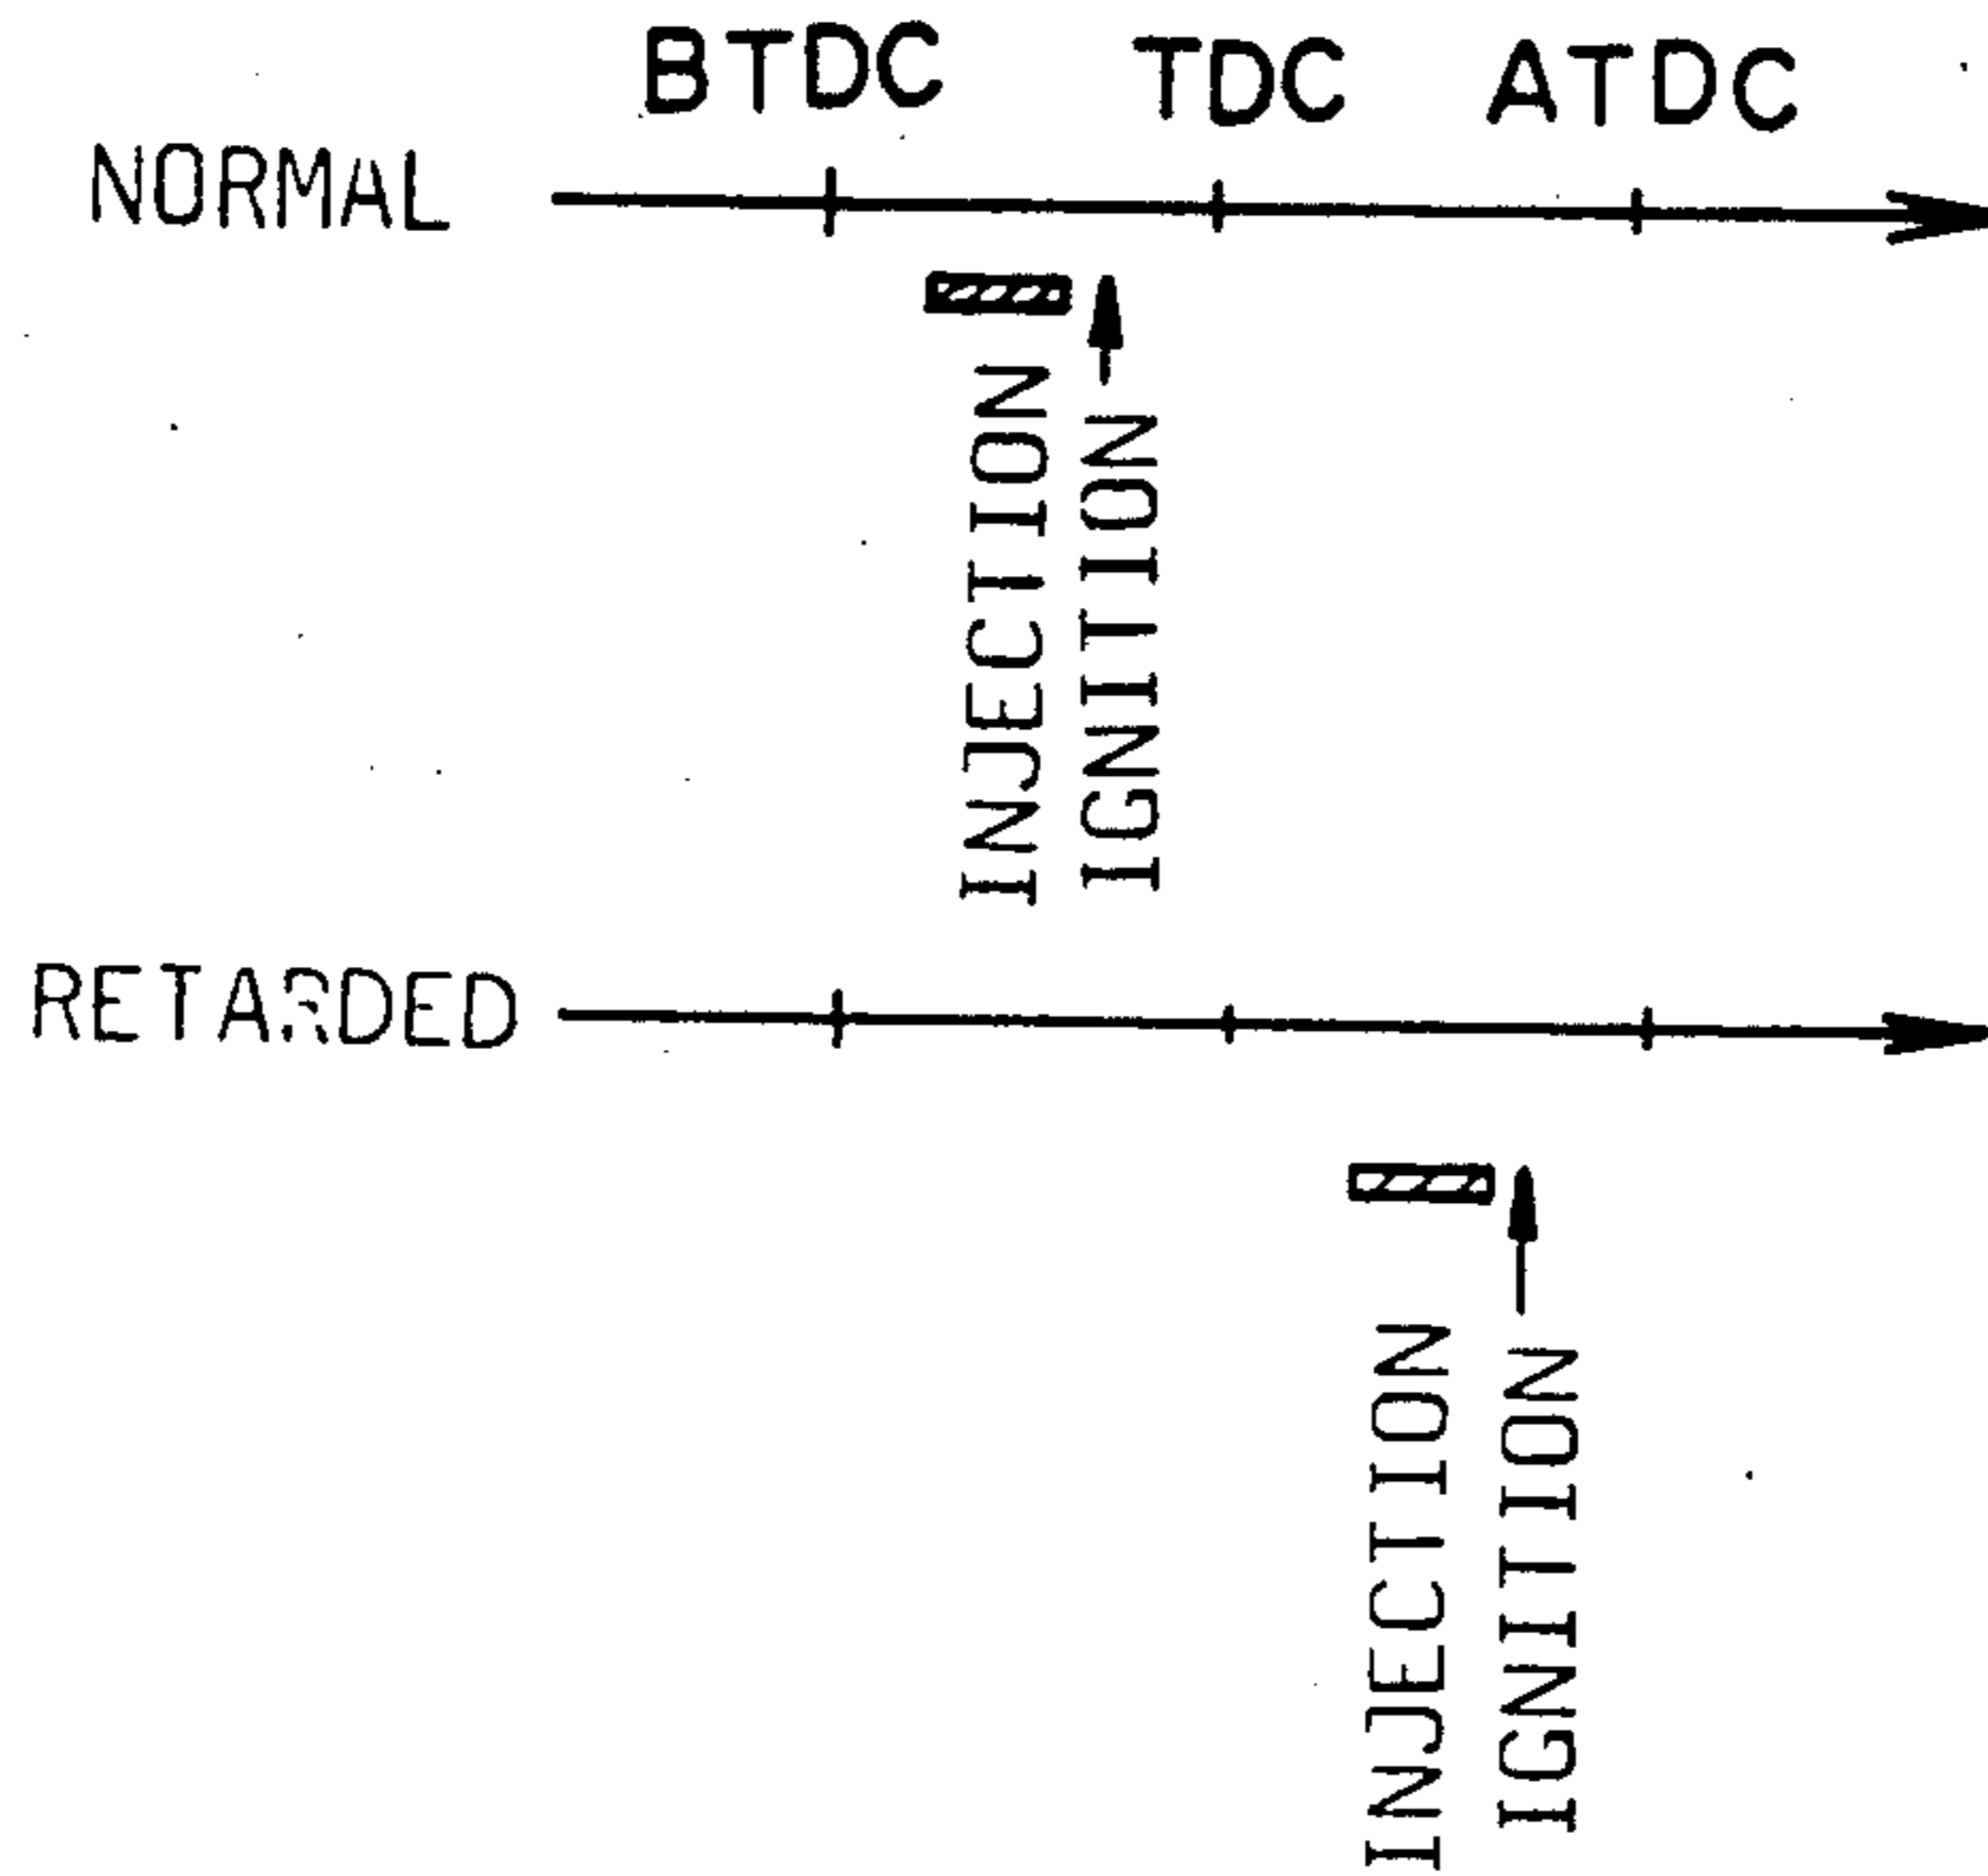 BTDC TDC ATDC
NORMAL
INJECTION
IGNITION
RETARDED
INJECTION
IGNITION